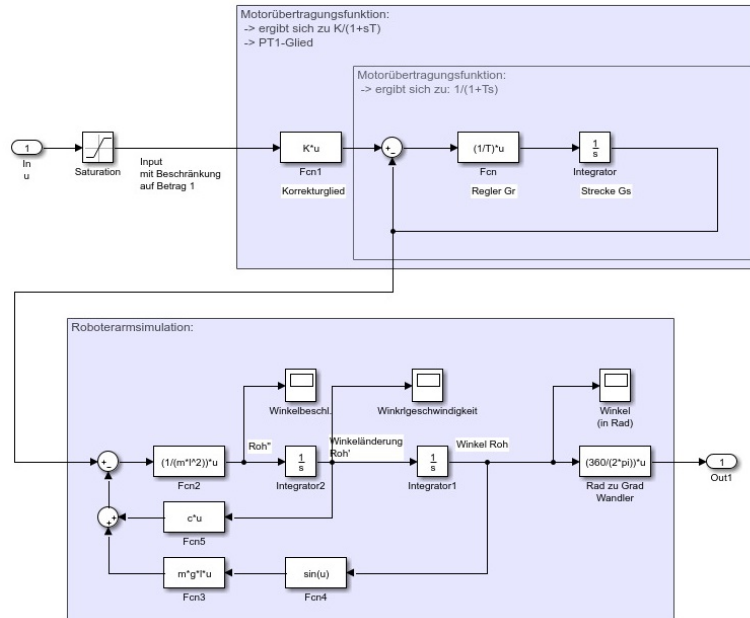 Motorübertragungsfunktion:
-> ergibt sich zu K/(1+sT)
-> PT1-Glied
Motorübertragungsfunktion:
-> ergibt sich zu: 1/(1+Ts)
1
In
u
Saturation
Input
mit Beschränkung
auf Betrag 1
K*u
Fcn1
Korrekturglied
(1/T)*u
Fcn
Regler Gr
1
s
Integrator
Strecke Gs
Roboterarmsimulation:
Winkelbeschl.
Winkrlgeschwindigkeit
Winkel
(in Rad)
(1/(m*l^2))*u
Fcn2
Roh"
1
s
Integrator2
Winkeländerung
Roh'
1
s
Integrator1
Winkel Roh
(360/(2*pi))*u
Rad zu Grad
Wandler
1
Out1
c*u
Fcn5
m*g*l*u
Fcn3
sin(u)
Fcn4